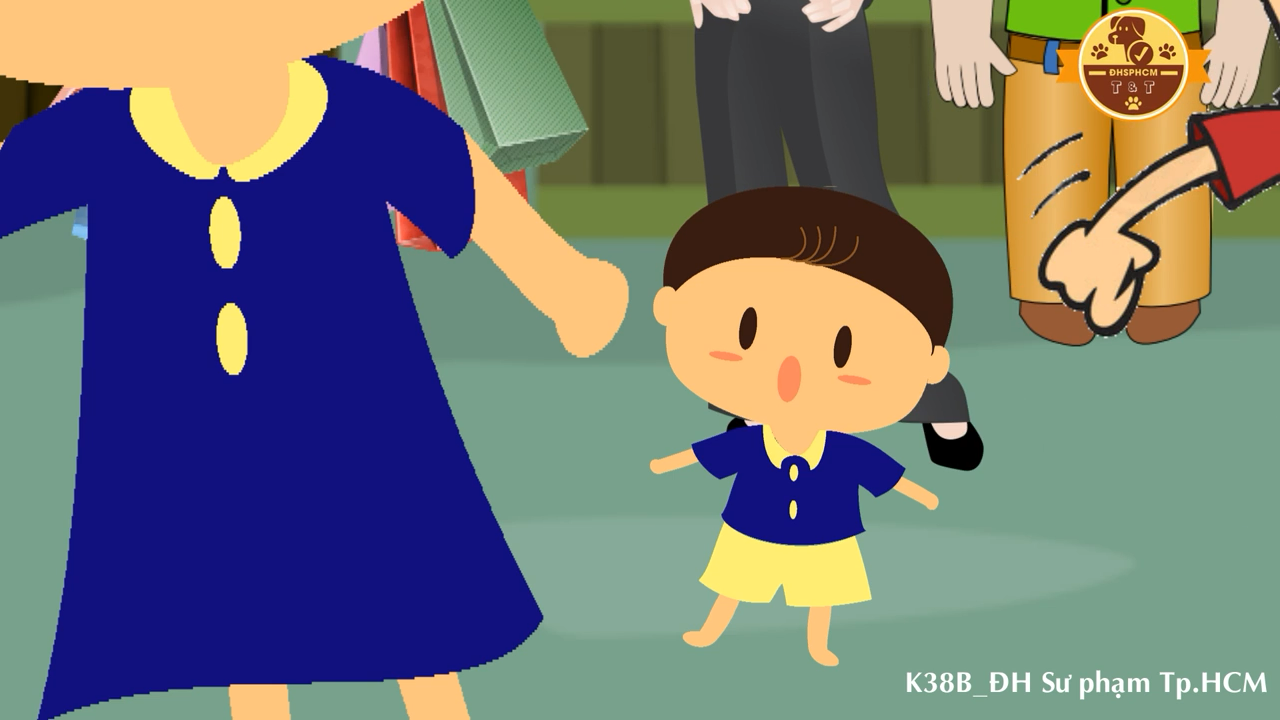 ĐHSPHCM
T & T
K38B_ĐH Sư phạm Tp.HCM